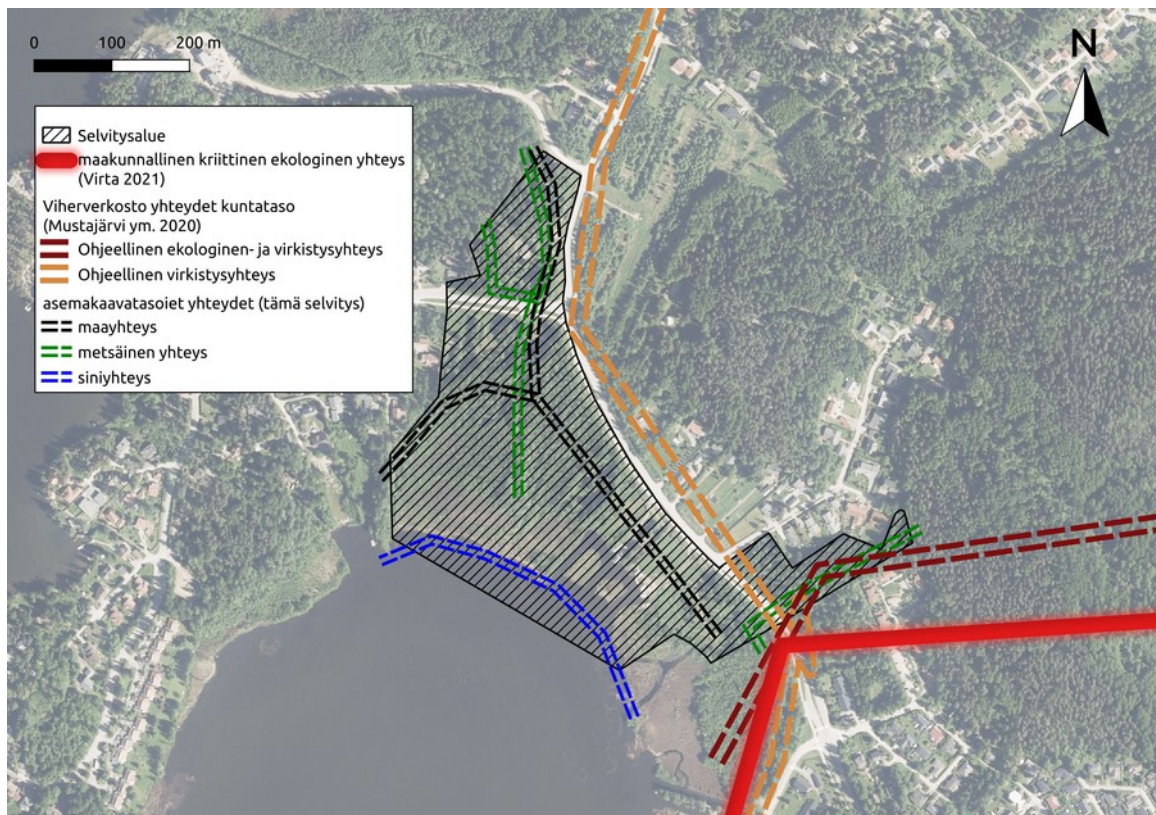 0 100 200 m
N
Selvitysalue
maakunnallinen kriittinen ekologinen yhteys
(Virta 2021)
Viherverkosto yhteydet kuntataso
(Mustajärvi ym. 2020)
Ohjeellinen ekologinen- ja virkistysyhteys
Ohjeellinen virkistysyhteys
asemakaavatasoiet yhteydet (tämä selvitys)
maayhteys
metsäinen yhteys
siniyhteys